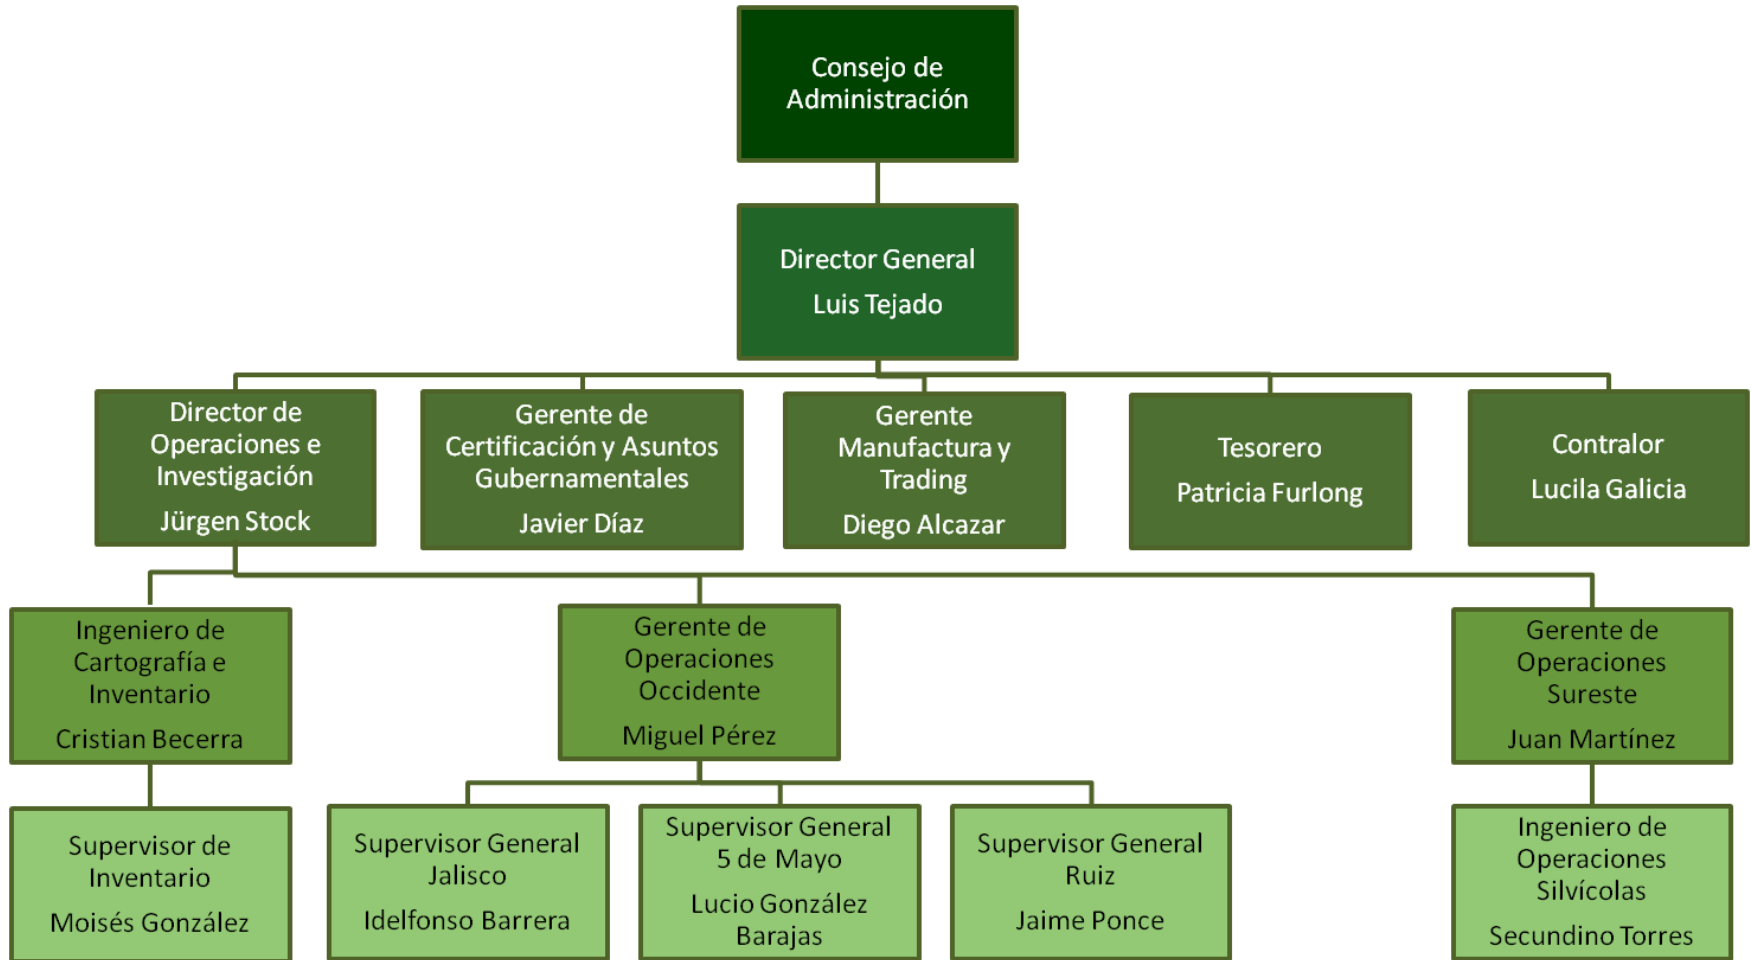 Consejo de
Administración
Director General
Luis Tejado
Director de
Operaciones e
Investigación
Jürgen Stock
Gerente de
Certificación y Asuntos
Gubernamentales
Javier Díaz
Gerente
Manufactura y
Trading
Diego Alcazar
Tesorero
Patricia Furlong
Contralor
Lucila Galicia
Ingeniero de
Cartografía e
Inventario
Cristian Becerra
Gerente de
Operaciones
Occidente
Miguel Pérez
Gerente de
Operaciones
Sureste
Juan Martínez
Supervisor de
Inventario
Moisés González
Supervisor General
Jalisco
Idelfonso Barrera
Supervisor General
5 de Mayo
Lucio González
Barajas
Supervisor General
Ruiz
Jaime Ponce
Ingeniero de
Operaciones
Silvícolas
Secundino Torres